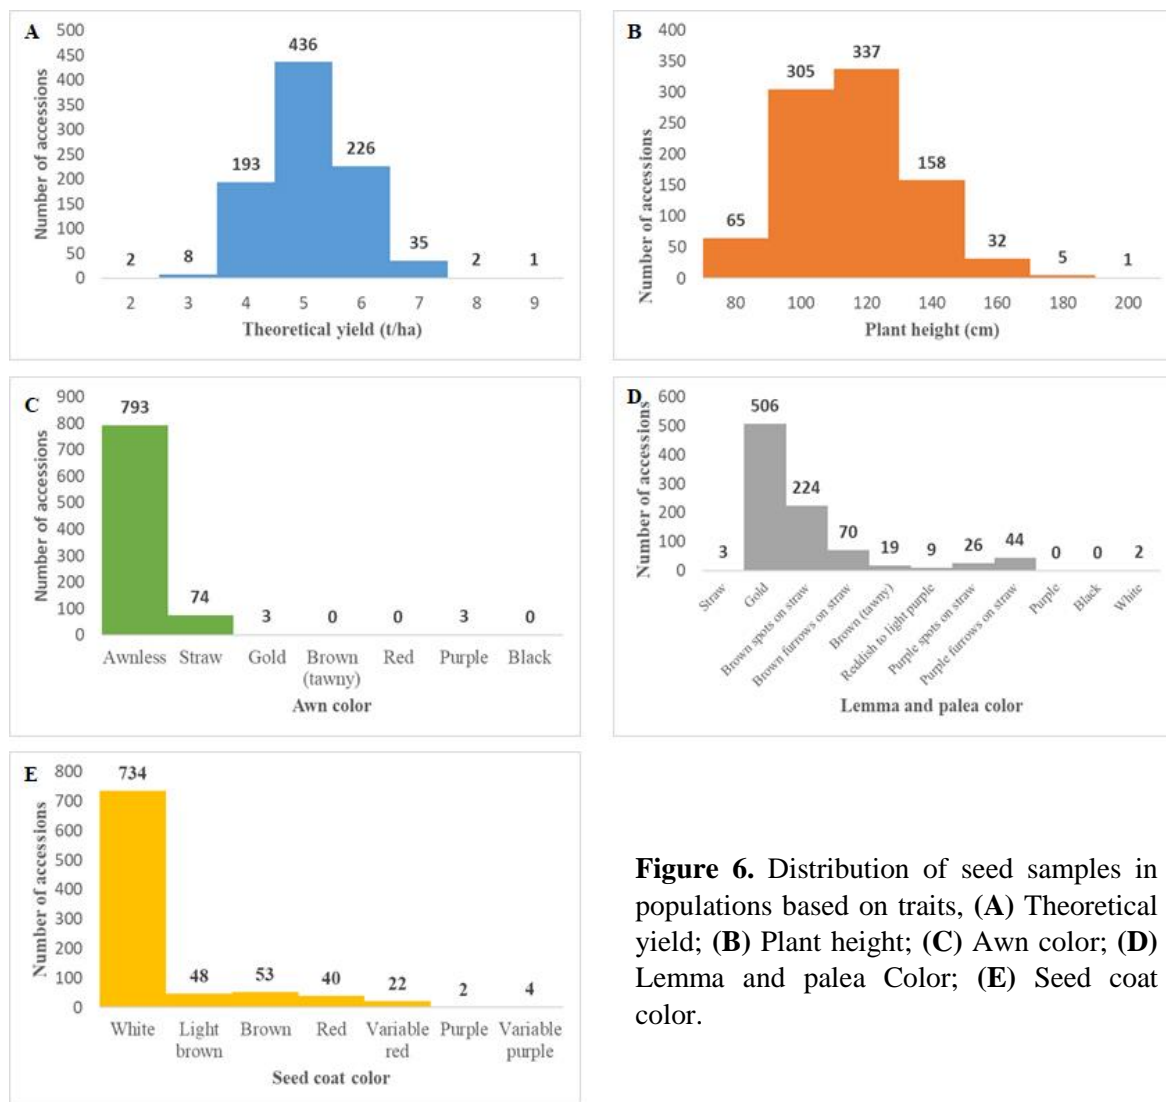 A
500
450
400
350
300
250
200
150
100
50
0
Number of accessions
2
8
193
436
226
35
2
1
2 3 4 5 6 7 8 9
Theoretical yield (t/ha)
B
400
350
300
250
200
150
100
50
0
Number of accessions
65
305
337
158
32
5
1
80 100 120 140 160 180 200
Plant height (cm)
C
900
800
700
600
500
400
300
200
100
0
Number of accessions
793
74
3
0
0
3
0
Awnless Straw Gold Brown (tawny) Red Purple Black
Awn color
D
600
500
400
300
200
100
0
Number of accessions
3
506
224
70
19
9
26
44
0
0
2
Straw
Gold
Brown spots on straw
Brown furrows on straw
Brown (tawny)
Reddish to light purple
Purple spots on straw
Purple furrows on straw
Purple
Black
White
Lemma and palea color
E
800
700
600
500
400
300
200
100
0
Number of accessions
734
48
53
40
22
2
4
White Light brown Brown Red Variable red Purple Variable purple
Seed coat color
Figure 6. Distribution of seed samples in
populations based on traits, (A) Theoretical
yield; (B) Plant height; (C) Awn color; (D)
Lemma and palea Color; (E) Seed coat
color.